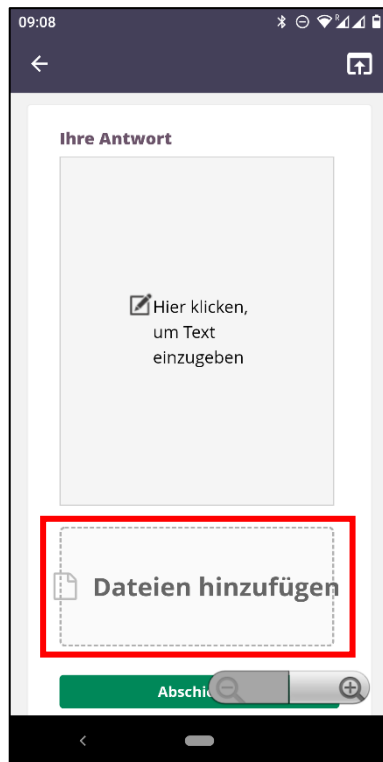 09:08
Ihre Antwort
Hier klicken,
um Text
einzugeben
Dateien hinzufügen